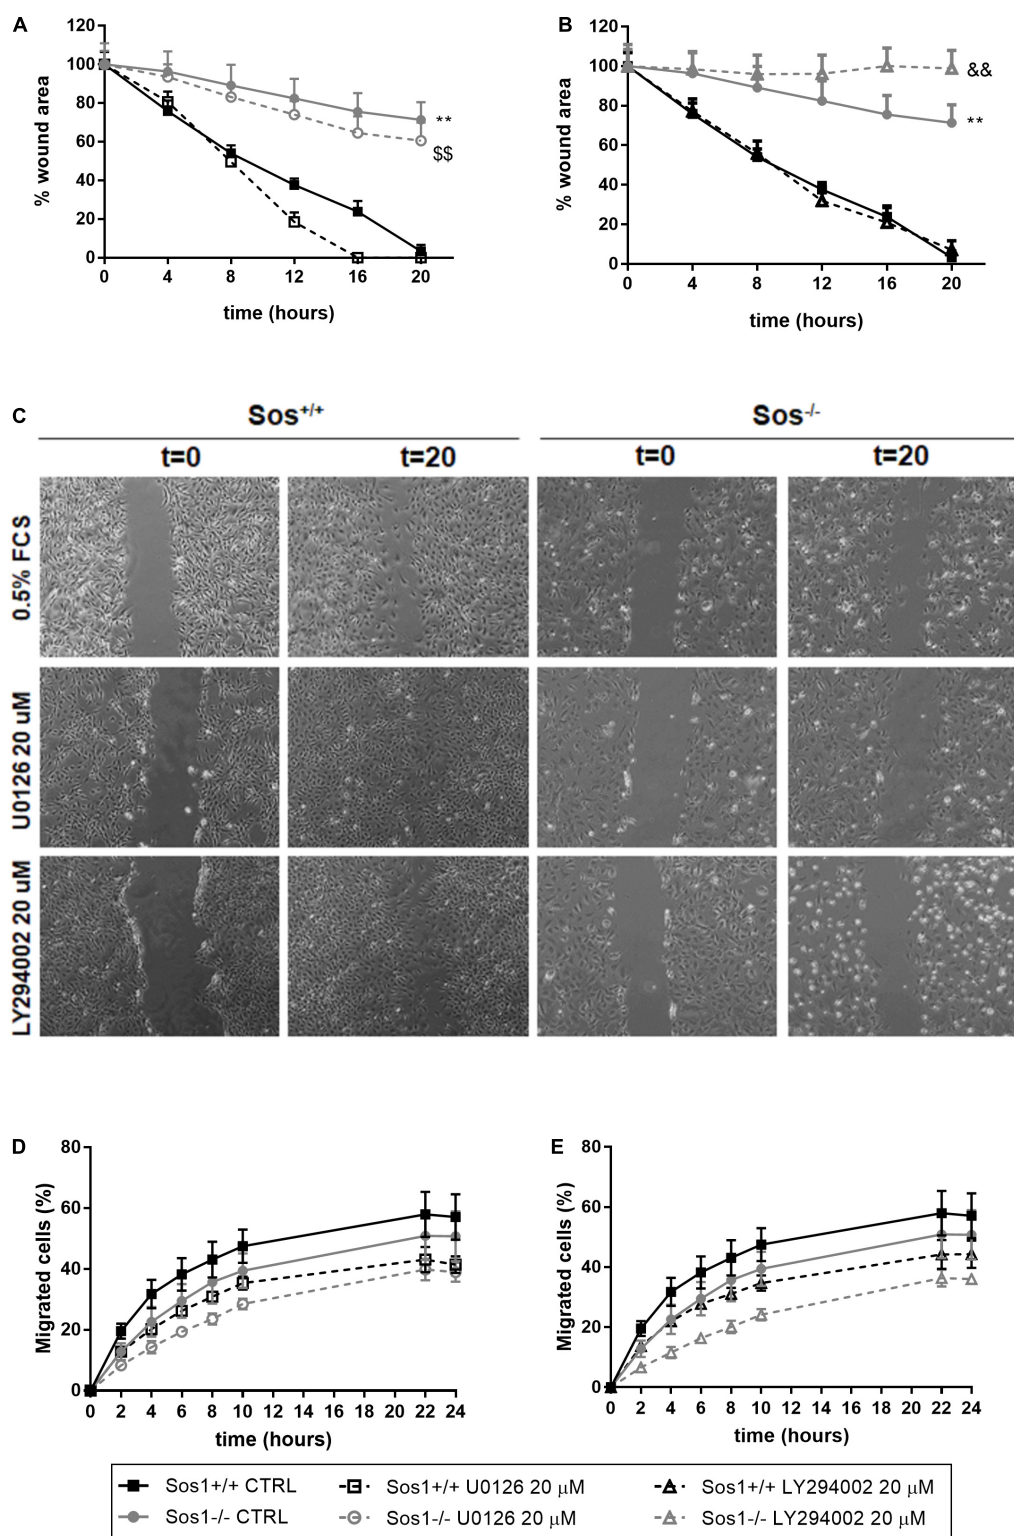 A
120
100
80
60
40
20
0
% wound area
**
$$
0 4 8 12 16 20
time (hours)
B
120
100
80
60
40
20
0
% wound area
&&
**
0 4 8 12 16 20
time (hours)
C
Sos+/+ Sos-/-
t=0 t=20 t=0 t=20
0.5% FCS
U0126 20 uM
LY294002 20 uM
D
80
60
40
20
0
Migrated cells (%)
0 2 4 6 8 10 12 14 16 18 20 22 24
time (hours)
E
80
60
40
20
0
Migrated cells (%)
0 2 4 6 8 10 12 14 16 18 20 22 24
time (hours)
Sos1+/+ CTRL Sos1+/+ U0126 20 μM Sos1+/+ LY294002 20 μM
Sos1-/- CTRL Sos1-/- U0126 20 μM Sos1-/- LY294002 20 μM